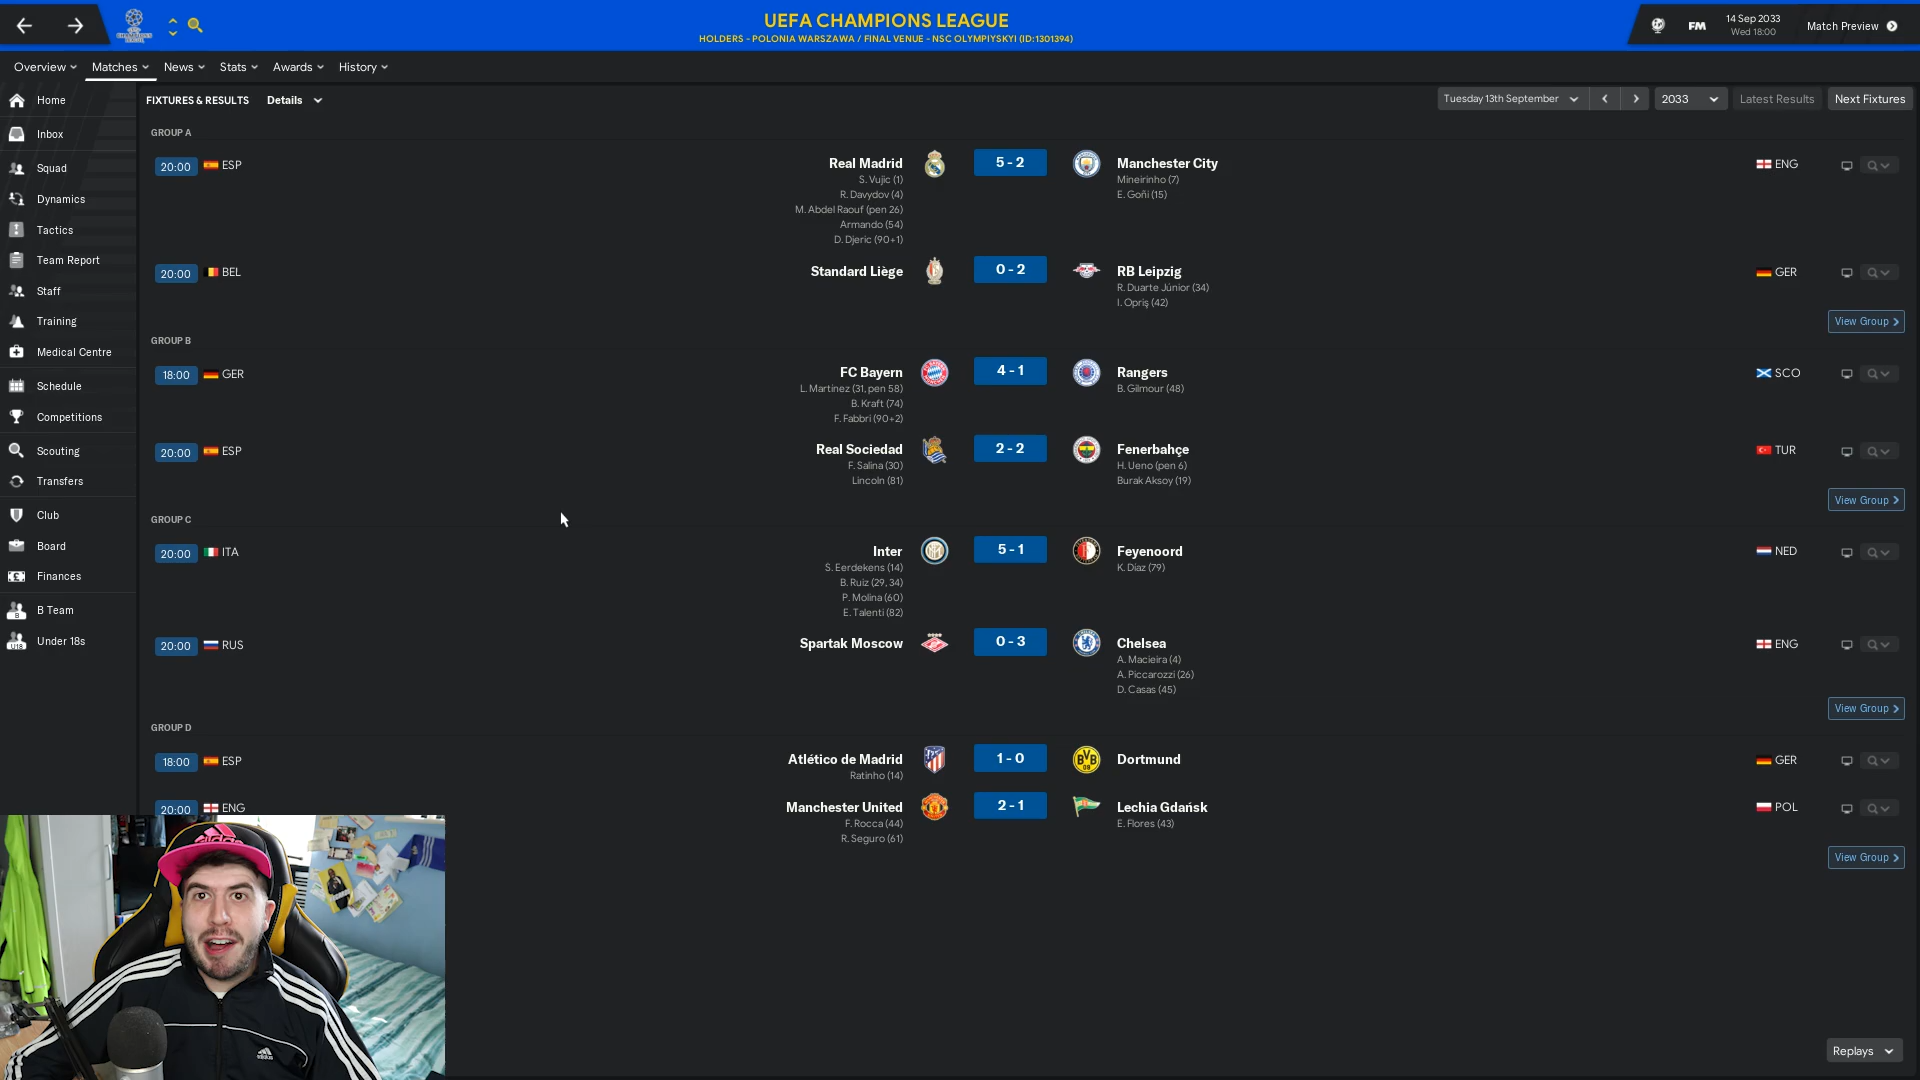 UEFA CHAMPIONS LEAGUE
HOLDERS - POLONIA WARSZAWA / FINAL VENUE - NSC OLYMPIYSKYI (ID:1301394)
FM
14 Sep 2033
Wed 18:00
Match Preview
Overview
Matches
News
Stats
Awards
History
Home
Inbox
Squad
Dynamics
Tactics
Team Report
Staff
Training
Medical Centre
Schedule
Competitions
Scouting
Transfers
Club
Board
Finances
B Team
Under 18s
FIXTURES & RESULTS
Details
Tuesday 13th September
2033
Latest Results
Next Fixtures
GROUP A
20:00 ESP Real Madrid 5 - 2 Manchester City ENG
S. Vujic (1) Mineirinho (7)
R. Davydov (4) E. Goñi (15)
M. Abdel Raouf (pen 26)
Armando (54)
D. Djeric (90+1)
20:00 BEL Standard Liège 0 - 2 RB Leipzig GER
R. Duarte Júnior (34)
I. Opriş (42)
View Group
GROUP B
18:00 GER FC Bayern 4 - 1 Rangers SCO
L. Martínez (31, pen 58) B. Gilmour (48)
B. Kraft (74)
F. Fabbri (90+2)
20:00 ESP Real Sociedad 2 - 2 Fenerbahçe TUR
F. Salina (30) H. Ueno (pen 6)
Lincoln (81) Burak Aksoy (19)
View Group
GROUP C
20:00 ITA Inter 5 - 1 Feyenoord NED
S. Eerdekens (14) K. Díaz (79)
B. Ruiz (29, 34)
P. Molina (60)
E. Talenti (82)
20:00 RUS Spartak Moscow 0 - 3 Chelsea ENG
A. Macieira (4)
A. Piccarozzi (26)
D. Casas (45)
View Group
GROUP D
18:00 ESP Atlético de Madrid 1 - 0 Dortmund GER
Ratinho (14)
20:00 ENG Manchester United 2 - 1 Lechia Gdańsk POL
F. Rocca (44) E. Flores (43)
R. Seguro (61)
View Group
adidas
adidas
Replays